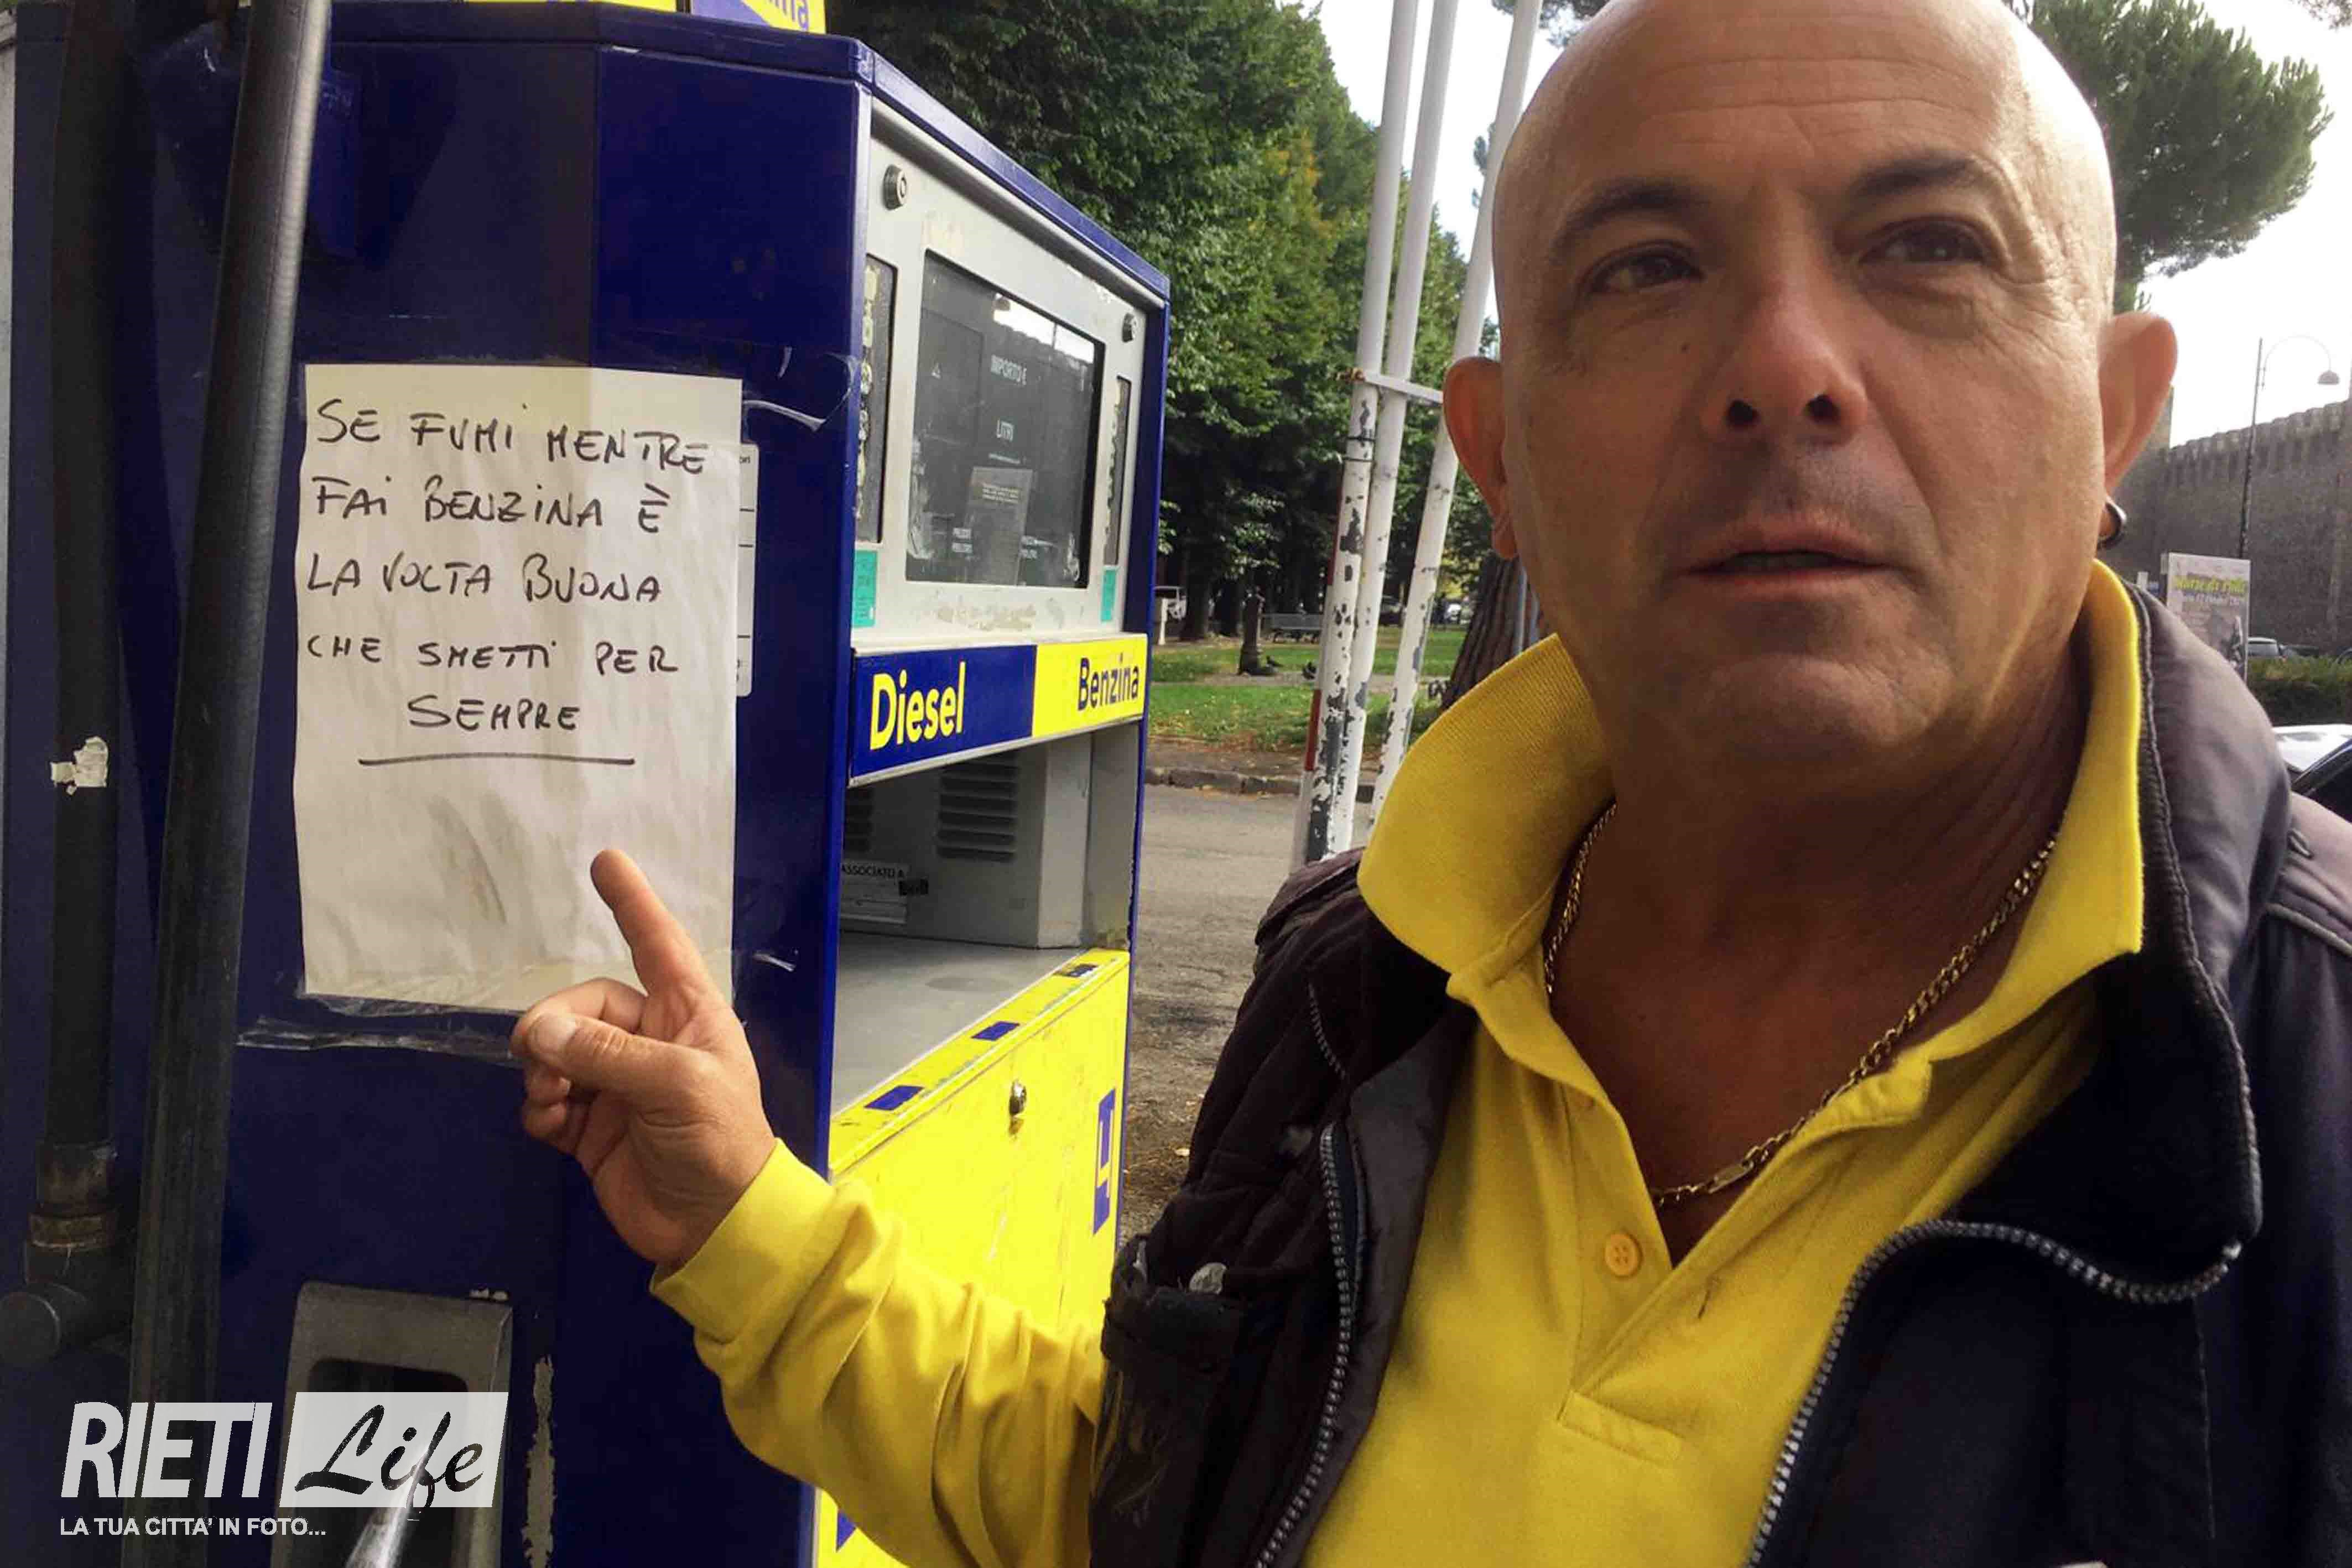 SE FUMI MENTRE
FAI BENZINA È
LA VOLTA BUONA
CHE SMETTI PER
SEMPRE
IMPORTO €
LITRI
Diesel
Benzina
ASSOCIATO A
RIETI Life
LA TUA CITTA' IN FOTO...